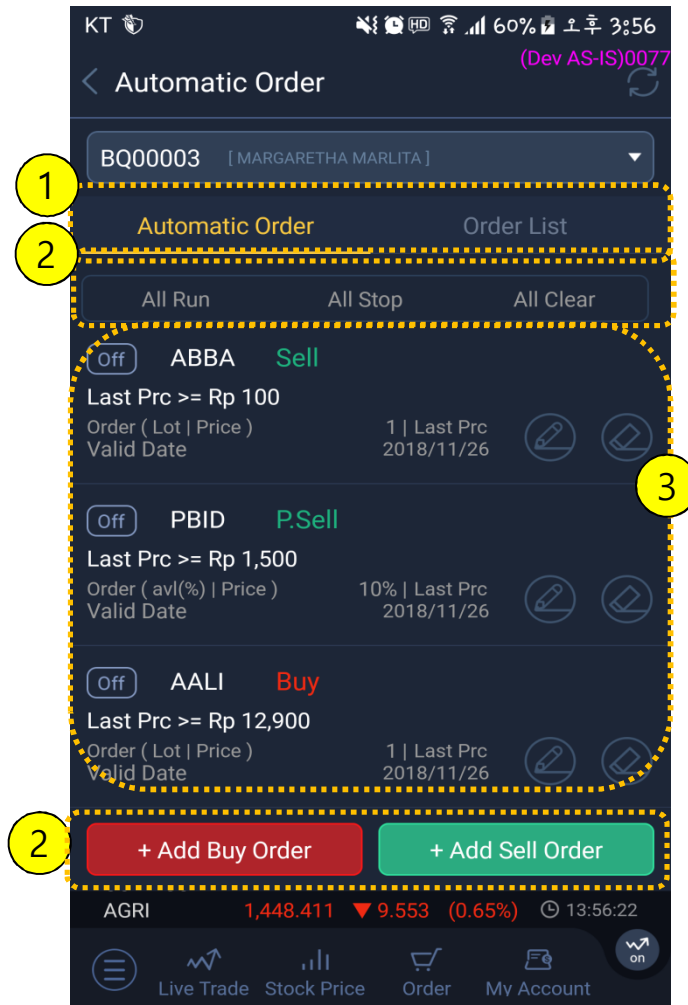 KT HD 60% 오후 3:56
(Dev AS-IS)0077
Automatic Order
BQ00003 [ MARGARETHA MARLITA ]
1
Automatic Order Order List
2
All Run All Stop All Clear
Off ABBA Sell
Last Prc >= Rp 100
Order ( Lot | Price ) 1 | Last Prc
Valid Date 2018/11/26
3
Off PBID P.Sell
Last Prc >= Rp 1,500
Order ( avl(%) | Price ) 10% | Last Prc
Valid Date 2018/11/26
Off AALI Buy
Last Prc >= Rp 12,900
Order ( Lot | Price ) 1 | Last Prc
Valid Date 2018/11/26
2
+ Add Buy Order + Add Sell Order
AGRI 1,448.411 ▼ 9.553 (0.65%) 13:56:22
on
Live Trade Stock Price Order My Account